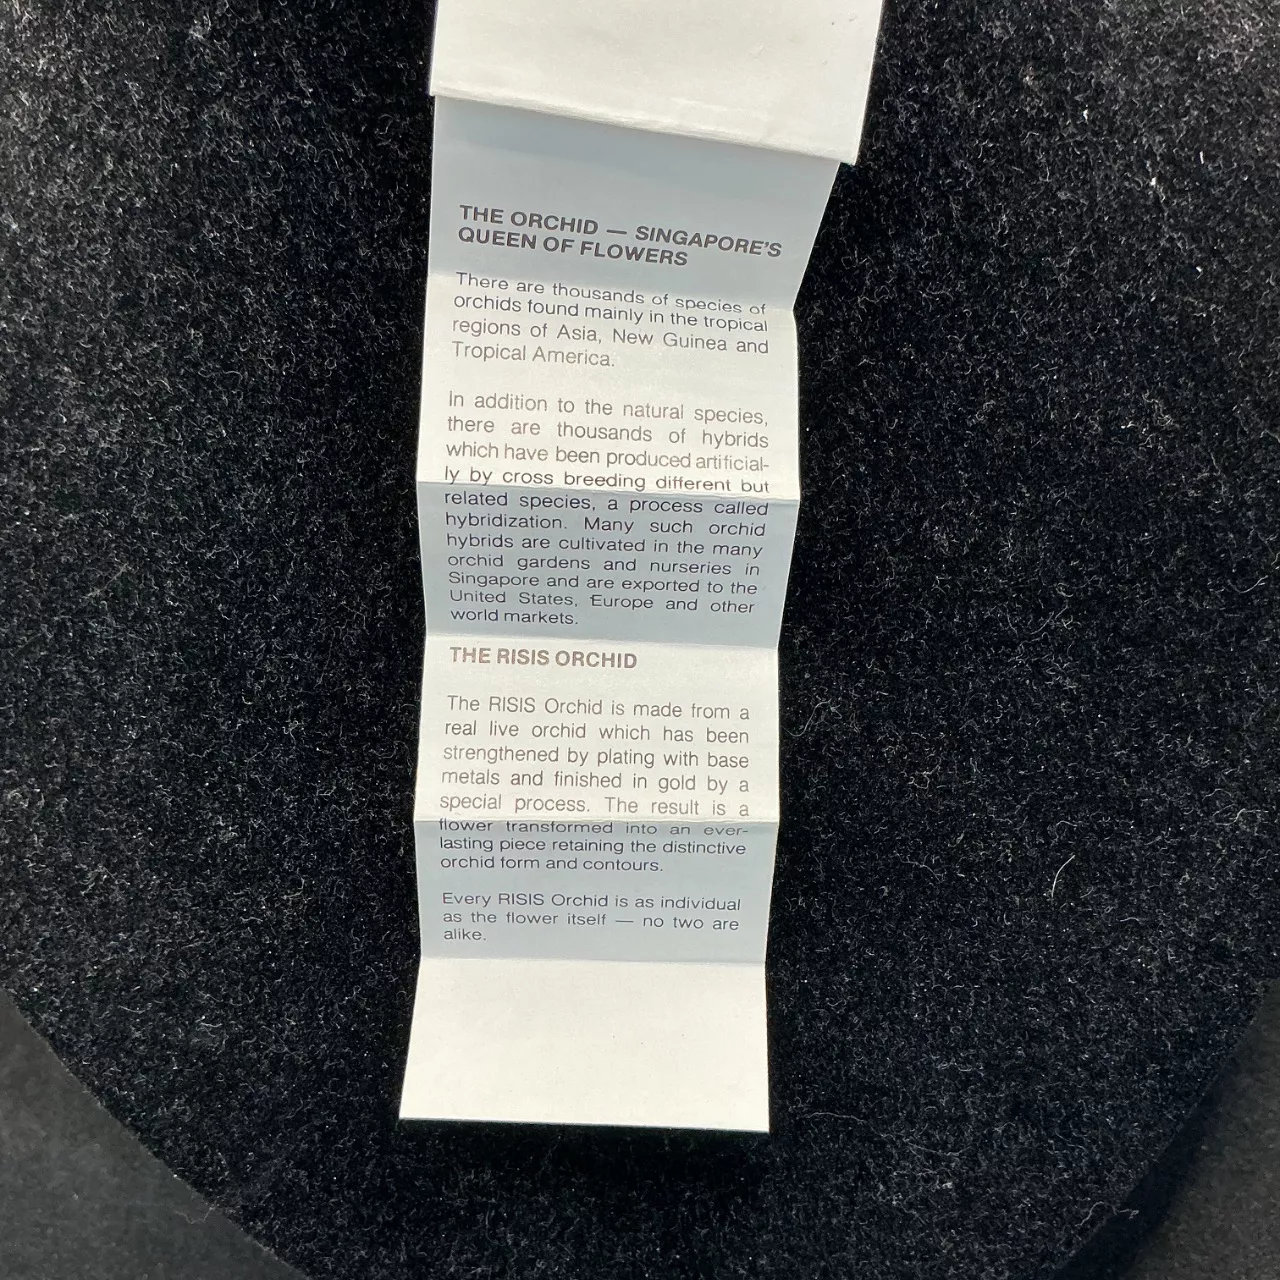 THE ORCHID — SINGAPORE'S
QUEEN OF FLOWERS
There are thousands of species of
orchids found mainly in the tropical
regions of Asia, New Guinea and
Tropical America.
In addition to the natural species,
there are thousands of hybrids
which have been produced artificial-
ly by cross breeding different but
related species, a process called
hybridization. Many such orchid
hybrids are cultivated in the many
orchid gardens and nurseries in
Singapore and are exported to the
United States, Europe and other
world markets.
THE RISIS ORCHID
The RISIS Orchid is made from a
real live orchid which has been
strengthened by plating with base
metals and finished in gold by a
special process. The result is a
flower transformed into an ever-
lasting piece retaining the distinctive
orchid form and contours.
Every RISIS Orchid is as individual
as the flower itself — no two are
alike.